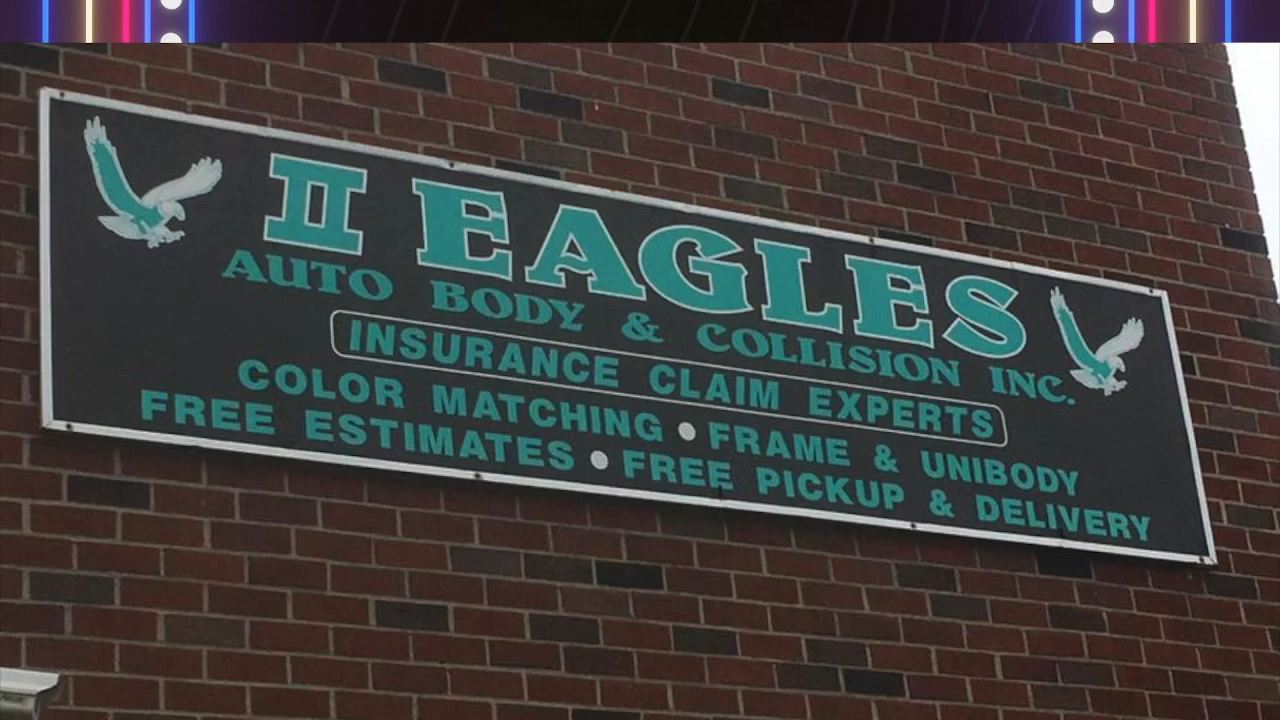 II EAGLES
AUTO BODY & COLLISION INC.
INSURANCE CLAIM EXPERTS
COLOR MATCHING • FRAME & UNIBODY
FREE ESTIMATES • FREE PICKUP & DELIVERY